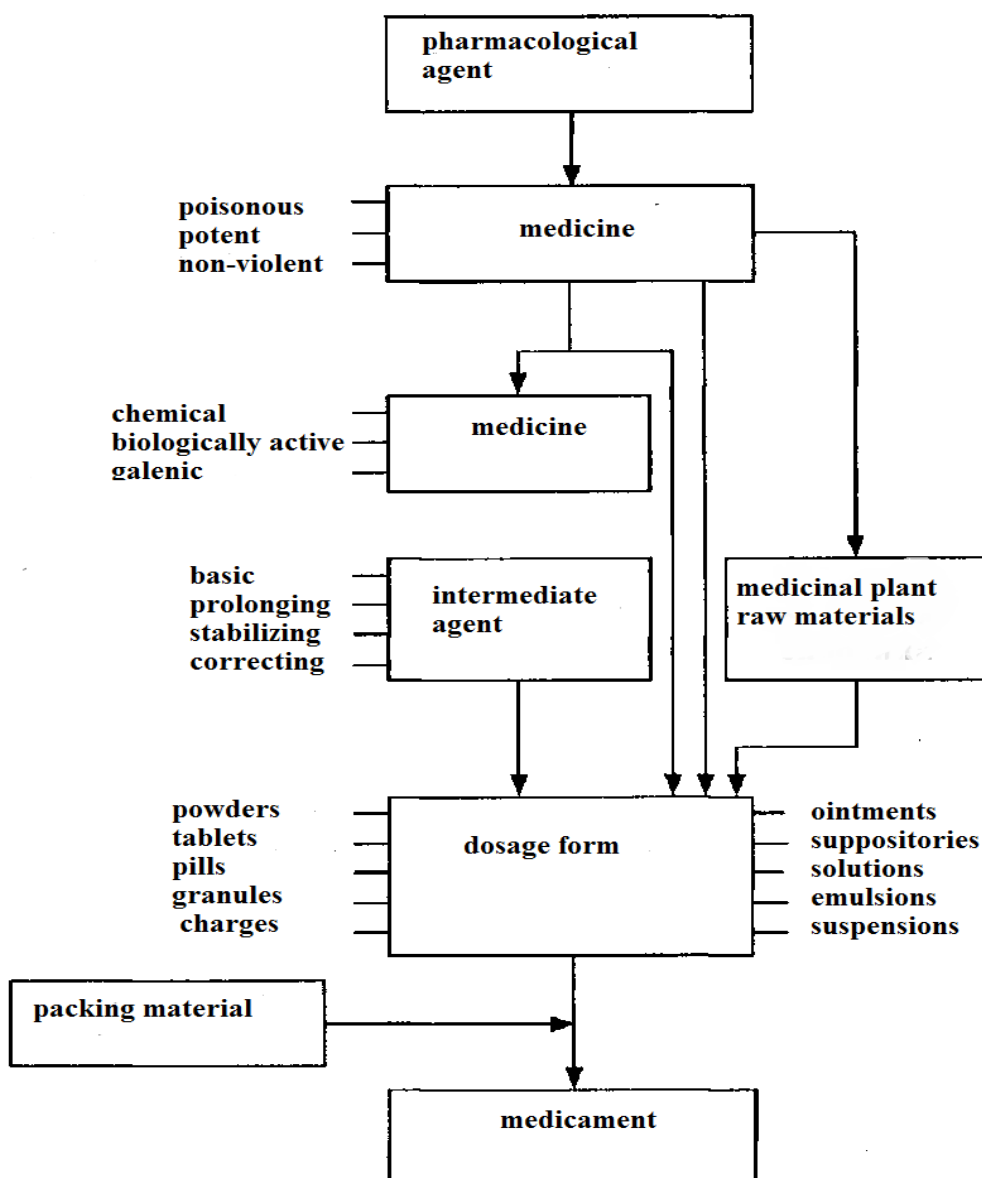 pharmacological
agent
poisonous
potent
non-violent
medicine
chemical
biologically active
galenic
medicine
basic
prolonging
stabilizing
correcting
intermediate
agent
medicinal plant
raw materials
powders
tablets
pills
granules
charges
dosage form
ointments
suppositories
solutions
emulsions
suspensions
packing material
medicament